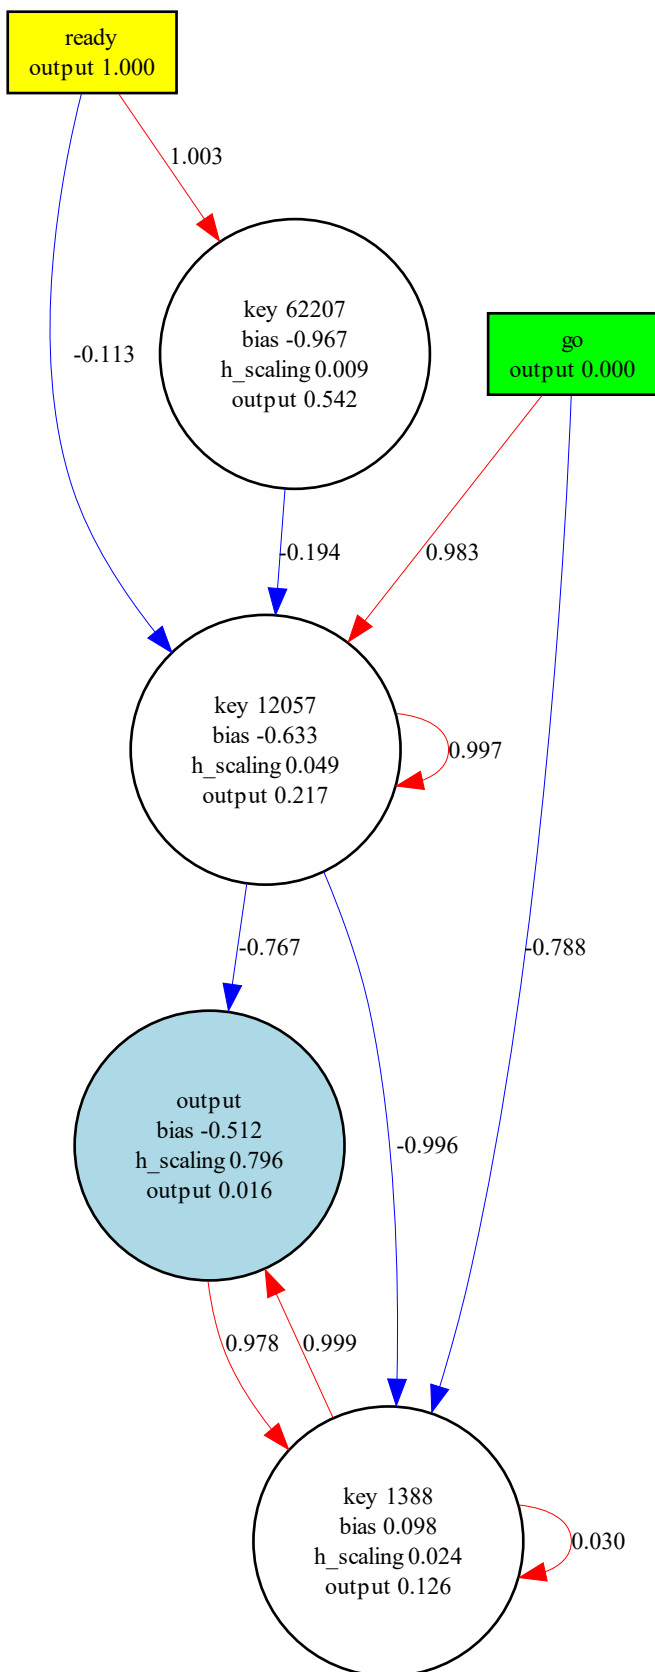 ready
output 1.000
1.003
-0.113
key 62207
bias -0.967
h_scaling 0.009
output 0.542
go
output 0.000
-0.194
0.983
key 12057
bias -0.633
h_scaling 0.049
output 0.217
0.997
-0.767
-0.788
output
bias -0.512
h_scaling 0.796
output 0.016
-0.996
0.978
0.999
key 1388
bias 0.098
h_scaling 0.024
output 0.126
0.030